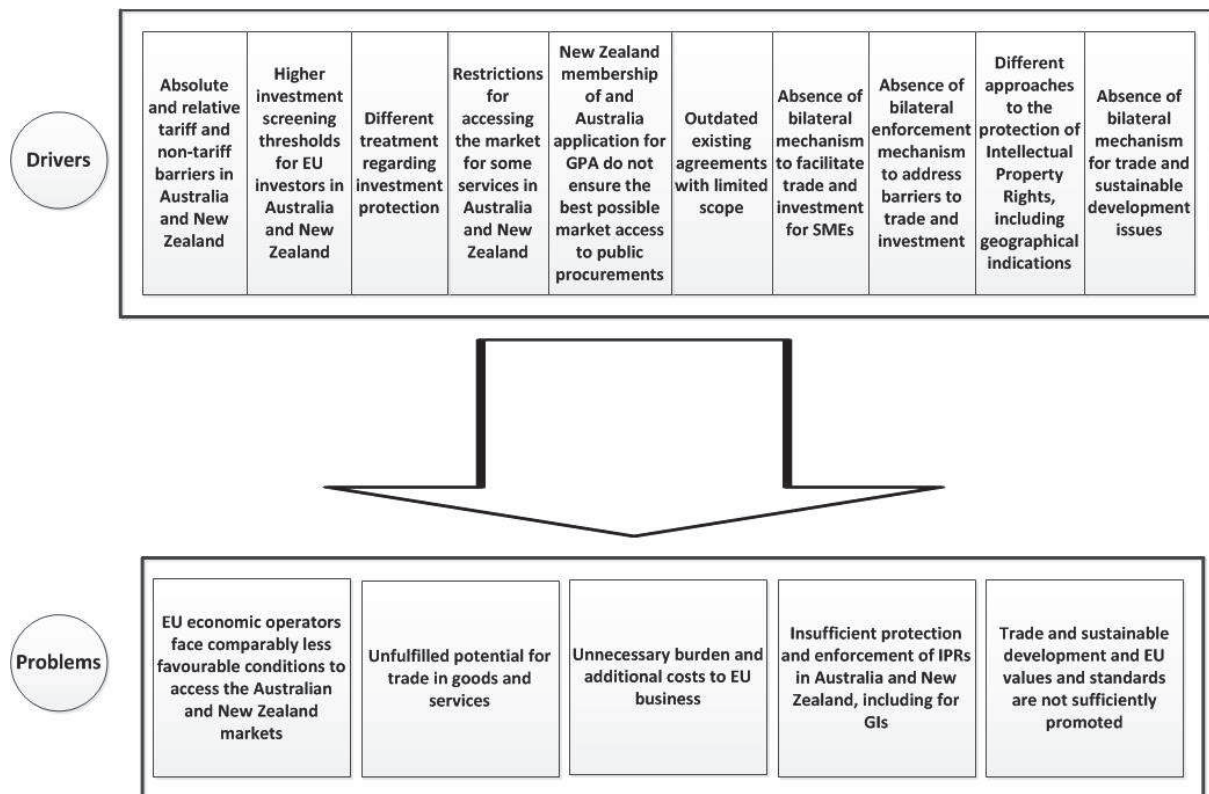 Drivers
Absolute
and relative
tariff and
non-tariff
barriers in
Australia
and New
Zealand
Higher
investment
screening
thresholds
for EU
investors in
Australia
and New
Zealand
Different
treatment
regarding
investment
protection
Restrictions
for
accessing
the market
for some
services in
Australia
and New
Zealand
New Zealand
membership
of and
Australia
application for
GPA do not
ensure the
best possible
market access
to public
procurements
Outdated
existing
agreements
with limited
scope
Absence of
bilateral
mechanism
to facilitate
trade and
investment
for SMEs
Absence of
bilateral
enforcement
mechanism
to address
barriers to
trade and
investment
Different
approaches
to the
protection of
Intellectual
Property
Rights,
including
geographical
indications
Absence of
bilateral
mechanism
for trade and
sustainable
development
issues
Problems
EU economic operators
face comparably less
favourable conditions to
access the Australian
and New Zealand
markets
Unfulfilled potential for
trade in goods and
services
Unnecessary burden and
additional costs to EU
business
Insufficient protection
and enforcement of IPRs
in Australia and New
Zealand, including for
GIs
Trade and sustainable
development and EU
values and standards
are not sufficiently
promoted